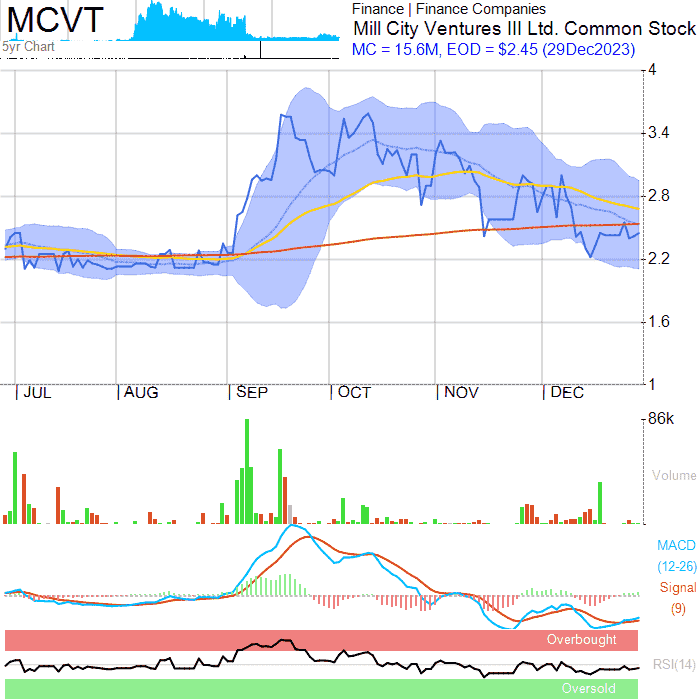 MCVT
5yr Chart
Finance | Finance Companies
Mill City Ventures III Ltd. Common Stock
MC = 15.6M, EOD = $2.45 (29Dec2023)
4
3.4
2.8
2.2
1.6
1
JUL AUG SEP OCT NOV DEC
86k
Volume
MACD
(12-26)
Signal
(9)
Overbought
RSI(14)
Oversold